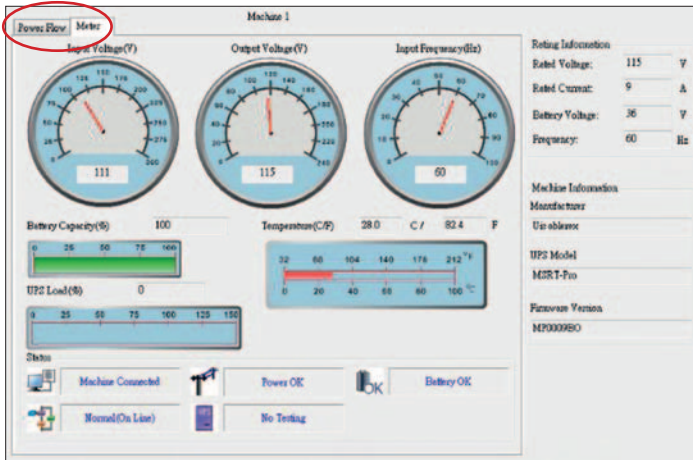 Machine 1
Power Flow Meter
Input Voltage(V) Output Voltage(V) Input Frequency(Hz)
111 115 60
Battery Capacity(%) 100
0 25 50 75 100
UPS Load(%) 0
0 25 50 75 100 125 150
Temperature(C/F) 28.0 C / 82.4 F
32 60 104 140 176 212 °F
0 20 40 60 80 100 °C
Status
Machine Connected Power OK OK Battery OK
Normal(On Line) No Testing
Rating Information
Rated Voltage: 115 V
Rated Current: 9 A
Battery Voltage: 36 V
Frequency: 60 Hz
Machine Information
Manufacturer
UPS Model
MSRT-Pro
Firmware Version
MP0009BO